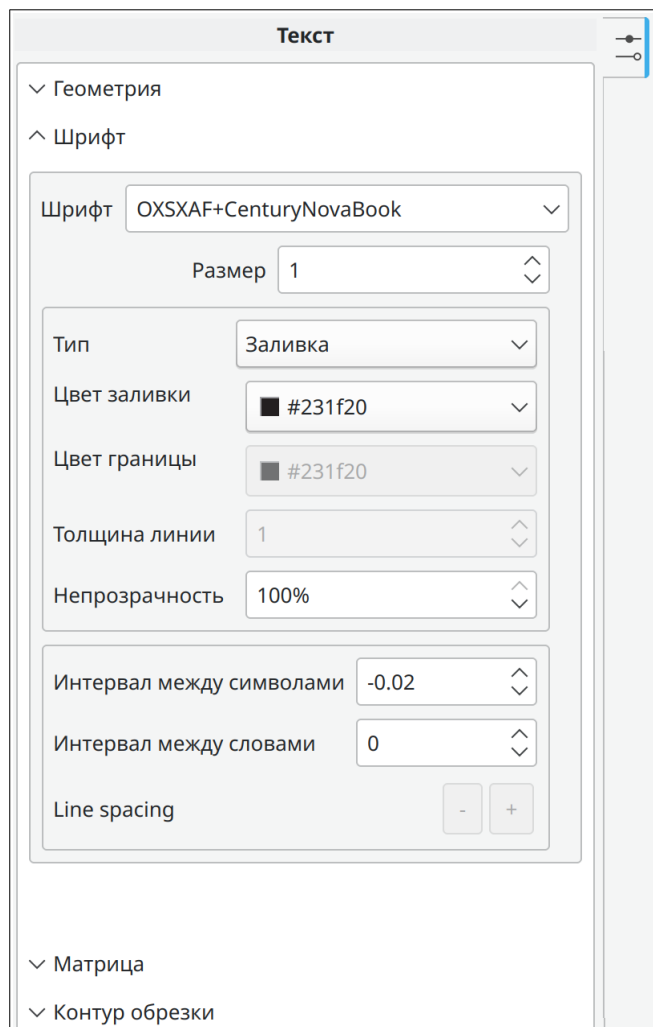 Текст
Геометрия
Шрифт
Шрифт OXSXAF+CenturyNovaBook
Размер 1
Тип Заливка
Цвет заливки #231f20
Цвет границы #231f20
Толщина линии 1
Непрозрачность 100%
Интервал между символами -0.02
Интервал между словами 0
Line spacing - +
Матрица
Контур обрезки